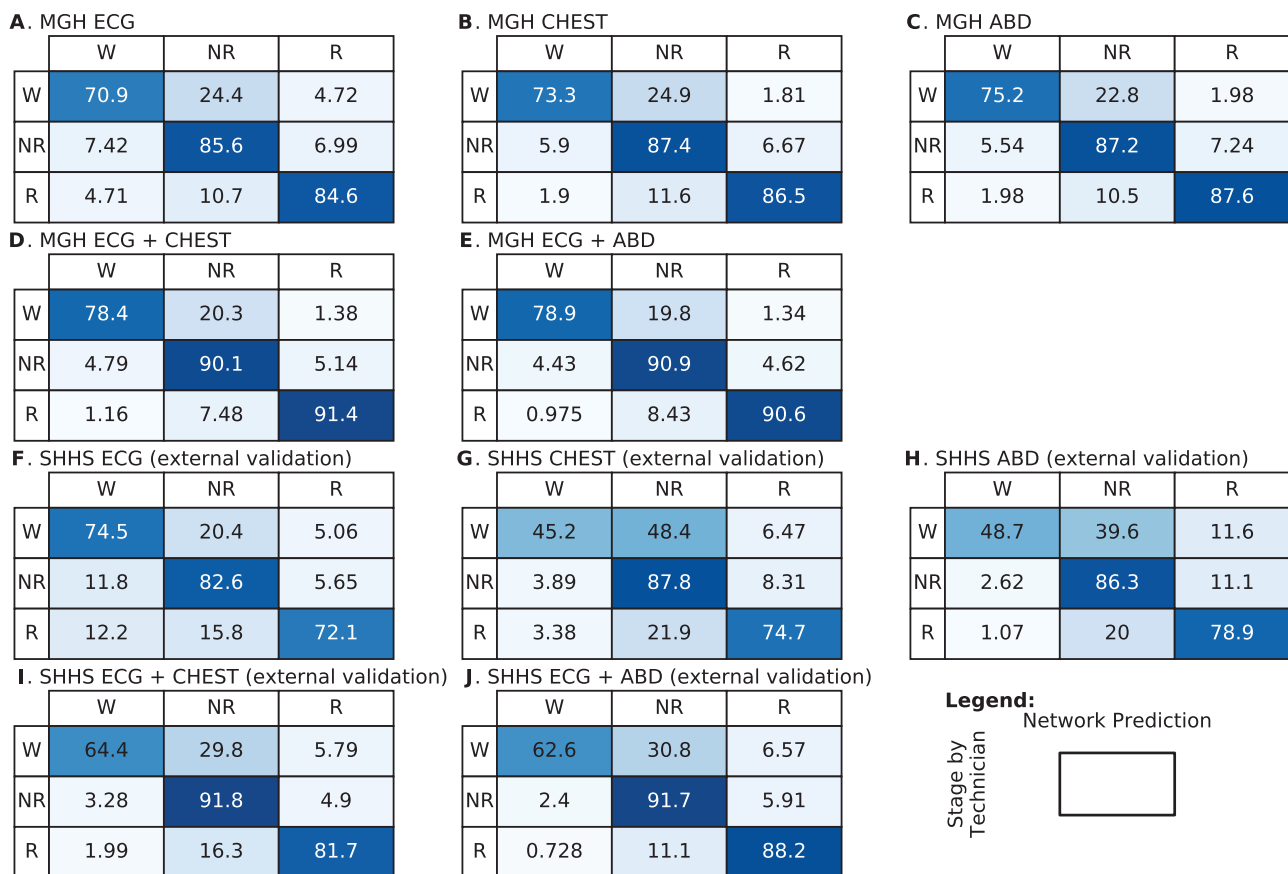 A. MGH ECG B. MGH CHEST C. MGH ABD
W NR R W NR R W NR R
W 70.9 24.4 4.72 W 73.3 24.9 1.81 W 75.2 22.8 1.98
NR 7.42 85.6 6.99 NR 5.9 87.4 6.67 NR 5.54 87.2 7.24
R 4.71 10.7 84.6 R 1.9 11.6 86.5 R 1.98 10.5 87.6
D. MGH ECG + CHEST E. MGH ECG + ABD
W NR R W NR R
W 78.4 20.3 1.38 W 78.9 19.8 1.34
NR 4.79 90.1 5.14 NR 4.43 90.9 4.62
R 1.16 7.48 91.4 R 0.975 8.43 90.6
F. SHHS ECG (external validation) G. SHHS CHEST (external validation) H. SHHS ABD (external validation)
W NR R W NR R W NR R
W 74.5 20.4 5.06 W 45.2 48.4 6.47 W 48.7 39.6 11.6
NR 11.8 82.6 5.65 NR 3.89 87.8 8.31 NR 2.62 86.3 11.1
R 12.2 15.8 72.1 R 3.38 21.9 74.7 R 1.07 20 78.9
I. SHHS ECG + CHEST (external validation) J. SHHS ECG + ABD (external validation)
W NR R W NR R
W 64.4 29.8 5.79 W 62.6 30.8 6.57
NR 3.28 91.8 4.9 NR 2.4 91.7 5.91
R 1.99 16.3 81.7 R 0.728 11.1 88.2
Legend:
Network Prediction
Stage by
Technician